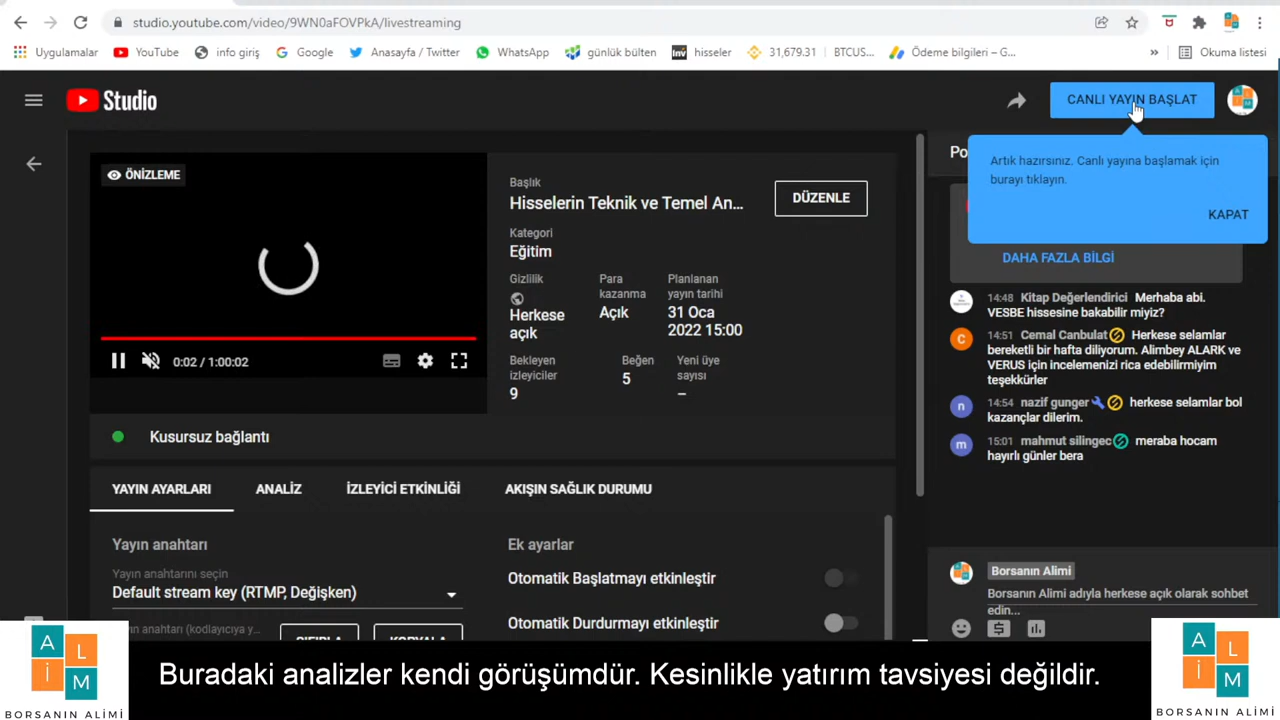 studio.youtube.com/video/9WN0aFOVPkA/livestreaming
Uygulamalar YouTube info giriş Google Anasayfa / Twitter WhatsApp günlük bülten Inv hisseler 31,679.31 BTCUS... Ödeme bilgileri – G... » Okuma listesi
Studio
CANLI YAYIN BAŞLAT
Artık hazırsınız. Canlı yayına başlamak için
burayı tıklayın.
KAPAT
Po
DAHA FAZLA BİLGİ
ÖNİZLEME
0:02 / 1:00:02
Başlık
Hisselerin Teknik ve Temel An...
DÜZENLE
Kategori
Eğitim
Gizlilik
Herkese
açık
Para
kazanma
Açık
Planlanan
yayın tarihi
31 Oca
2022 15:00
Bekleyen
izleyiciler
9
Beğen
5
Yeni üye
sayısı
–
14:48 Kitap Değerlendirici Merhaba abi.
VESBE hissesine bakabilir miyiz?
14:51 Cemal Canbulat Herkese selamlar
bereketli bir hafta diliyorum. Alimbey ALARK ve
VERUS için incelemenizi rica edebilirmiyim
teşekkürler
14:54 nazif gunger herkese selamlar bol
kazançlar dilerim.
15:01 mahmut silingec meraba hocam
hayırlı günler bera
Kusursuz bağlantı
YAYIN AYARLARI ANALİZ İZLEYİCİ ETKİNLİĞİ AKIŞIN SAĞLIK DURUMU
Yayın anahtarı
Yayın anahtarını seçin
Default stream key (RTMP, Değişken)
Yayın anahtarı (kodlayıcıya y...
SIFIRLA KOPYALA
Ek ayarlar
Otomatik Başlatmayı etkinleştir
Otomatik Durdurmayı etkinleştir
Borsanın Alimi
Borsanın Alimi adıyla herkese açık olarak sohbet
edin...
A
L
İ
M
BORSANIN ALİMİ
Buradaki analizler kendi görüşümdür. Kesinlikle yatırım tavsiyesi değildir.
A
L
İ
M
BORSANIN ALİMİ